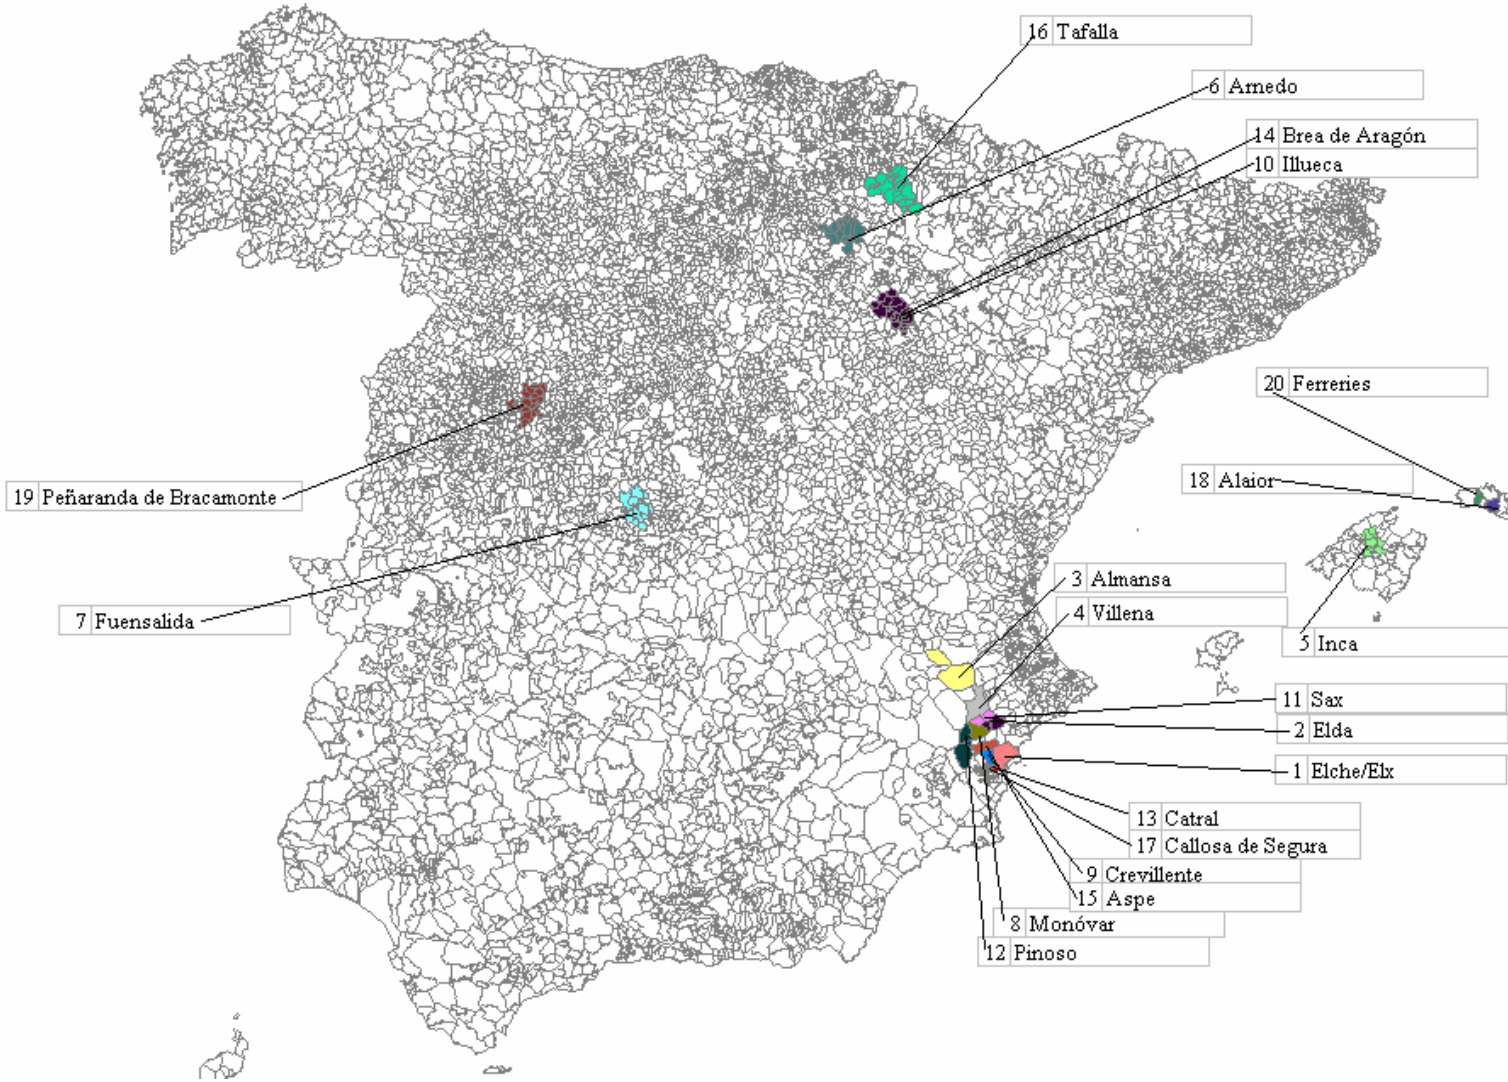 16 Tafalla
6 Arnedo
14 Brea de Aragón
10 Illueca
20 Ferreries
18 Alaior
19 Peñaranda de Bracamonte
3 Almansa
4 Villena
7 Fuensalida
5 Inca
11 Sax
2 Elda
1 Elche/Elx
13 Catral
17 Callosa de Segura
9 Crevillente
15 Aspe
8 Monóvar
12 Pinoso